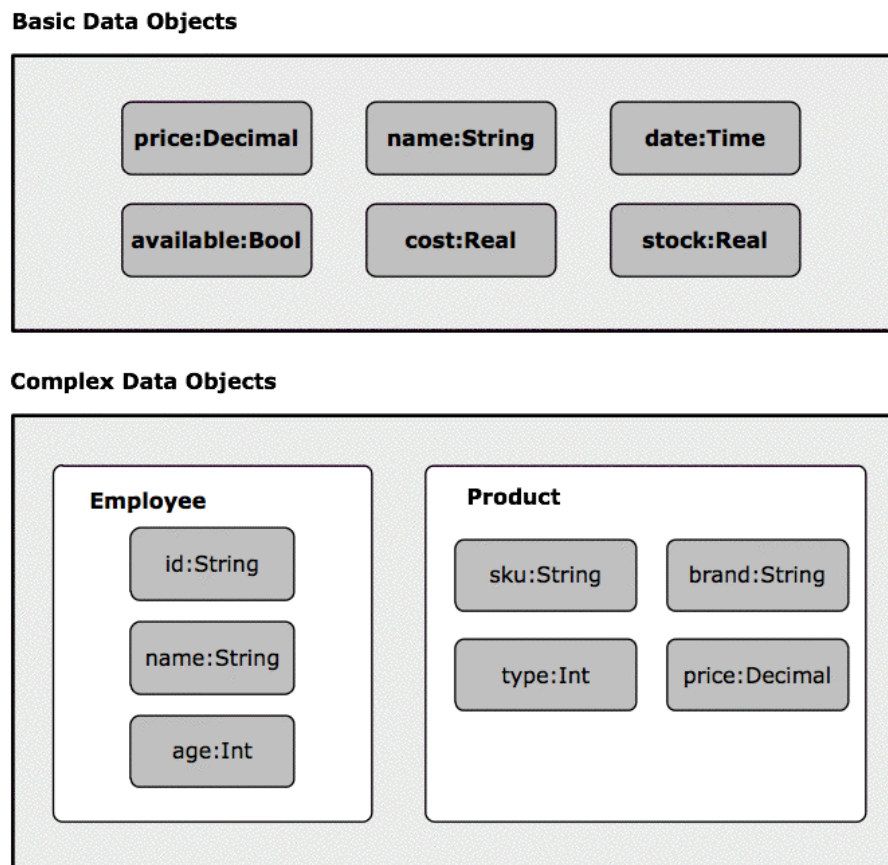 Basic Data Objects
price:Decimal
name:String
date:Time
available:Bool
cost:Real
stock:Real
Complex Data Objects
Employee
id:String
name:String
age:Int
Product
sku:String
brand:String
type:Int
price:Decimal